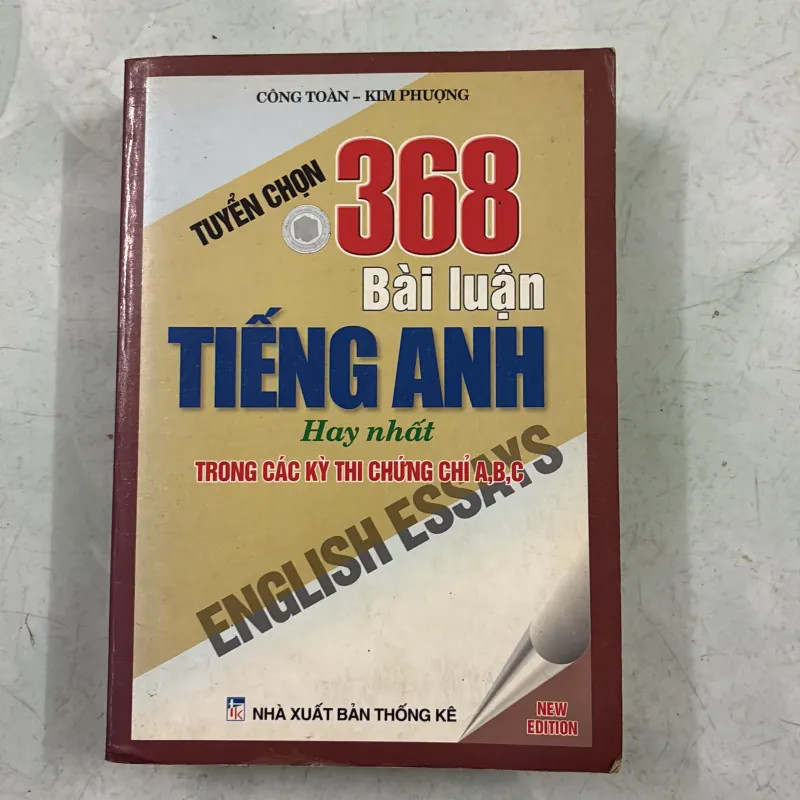 CÔNG TOÀN – KIM PHƯỢNG
TUYỂN CHỌN
368
Bài luận
TIẾNG ANH
Hay nhất
TRONG CÁC KỲ THI CHỨNG CHỈ A,B,C
ENGLISH ESSAYS
NHÀ XUẤT BẢN THỐNG KÊ
NEW
EDITION